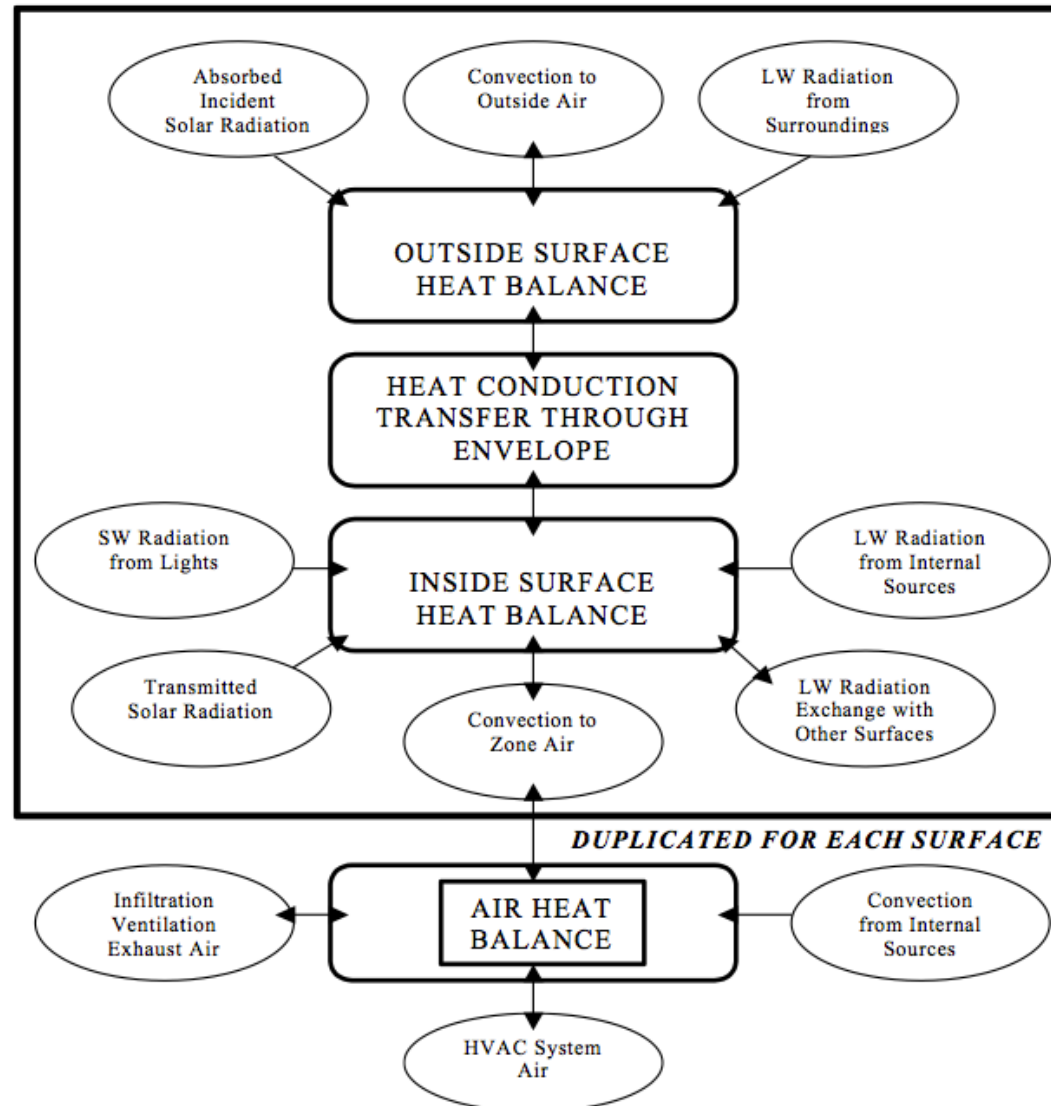 Absorbed
Incident
Solar Radiation
Convection to
Outside Air
LW Radiation
from
Surroundings
OUTSIDE SURFACE
HEAT BALANCE
HEAT CONDUCTION
TRANSFER THROUGH
ENVELOPE
SW Radiation
from Lights
LW Radiation
from Internal
Sources
INSIDE SURFACE
HEAT BALANCE
Transmitted
Solar Radiation
Convection to
Zone Air
LW Radiation
Exchange with
Other Surfaces
DUPLICATED FOR EACH SURFACE
Infiltration
Ventilation
Exhaust Air
AIR HEAT
BALANCE
Convection
from Internal
Sources
HVAC System
Air